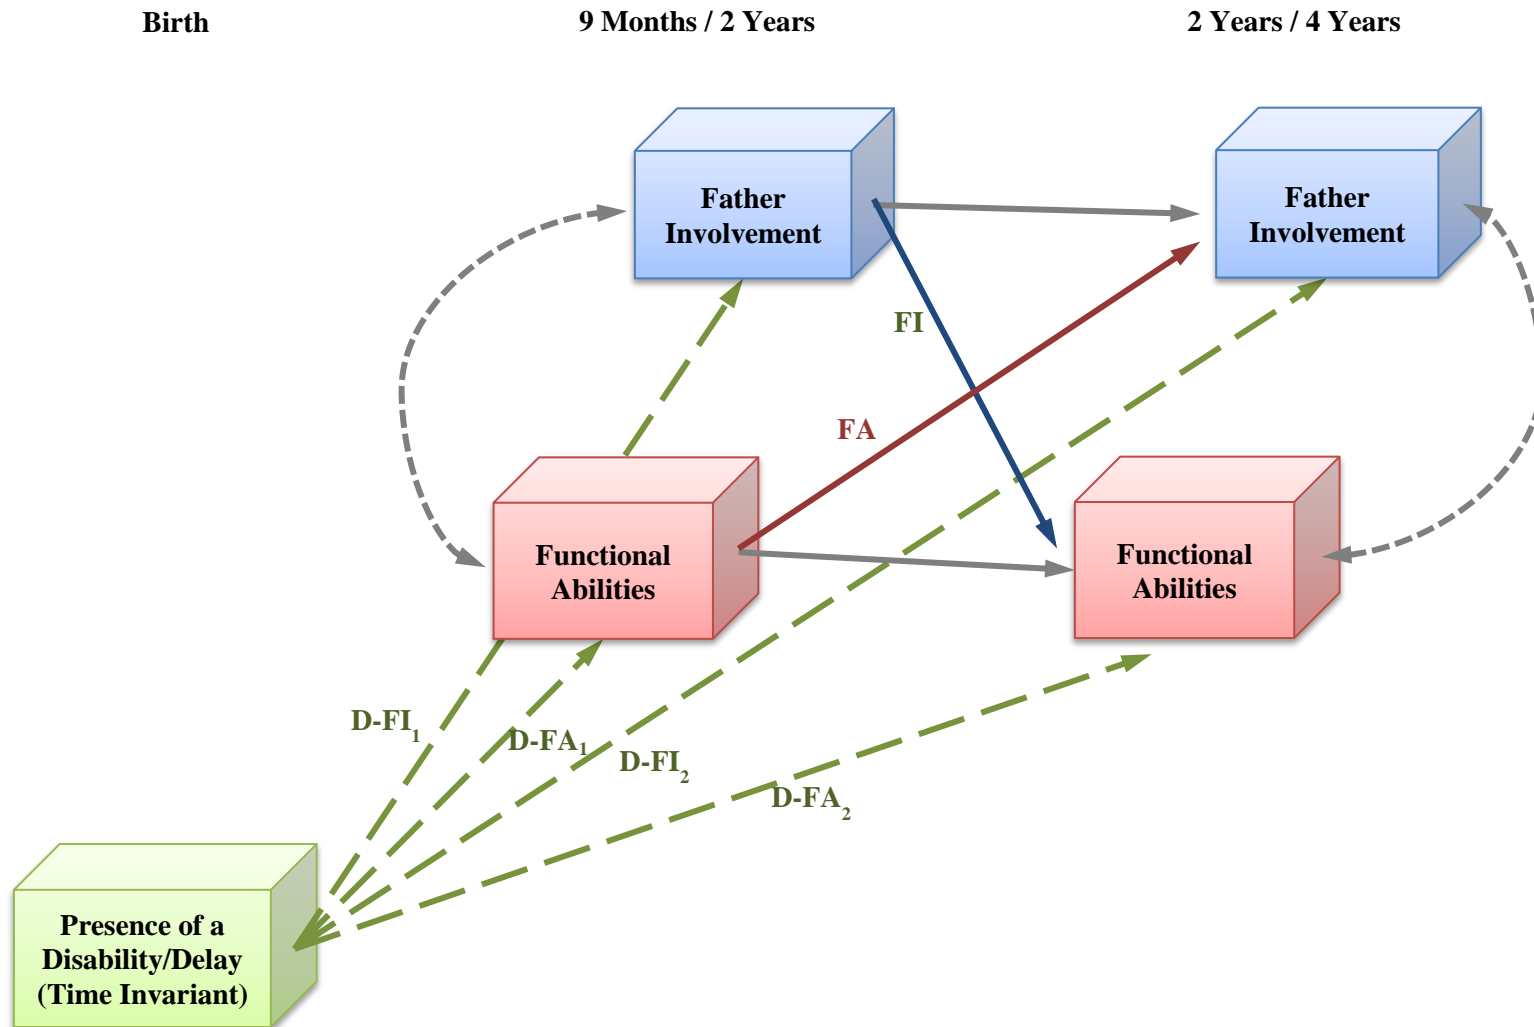 Birth
9 Months / 2 Years
2 Years / 4 Years
Father
Involvement
Father
Involvement
FI
FA
Functional
Abilities
Functional
Abilities
D-FI₁
D-FA₁
D-FI₂
D-FA₂
Presence of a
Disability/Delay
(Time Invariant)